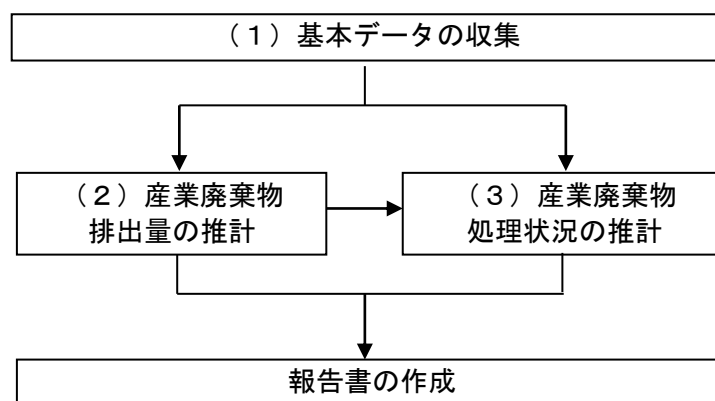 （１）基本データの収集
（２）産業廃棄物
排出量の推計
（３）産業廃棄物
処理状況の推計
報告書の作成